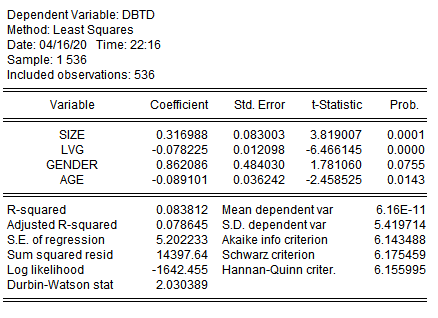 Dependent Variable: DBTD
Method: Least Squares
Date: 04/16/20 Time: 22:16
Sample: 1 536
Included observations: 536
Variable Coefficient Std. Error t-Statistic Prob.
SIZE 0.316988 0.083003 3.819007 0.0001
LVG -0.078225 0.012098 -6.466145 0.0000
GENDER 0.862086 0.484030 1.781060 0.0755
AGE -0.089101 0.036242 -2.458525 0.0143
R-squared 0.083812 Mean dependent var 6.16E-11
Adjusted R-squared 0.078645 S.D. dependent var 5.419714
S.E. of regression 5.202233 Akaike info criterion 6.143488
Sum squared resid 14397.64 Schwarz criterion 6.175459
Log likelihood -1642.455 Hannan-Quinn criter. 6.155995
Durbin-Watson stat 2.030389